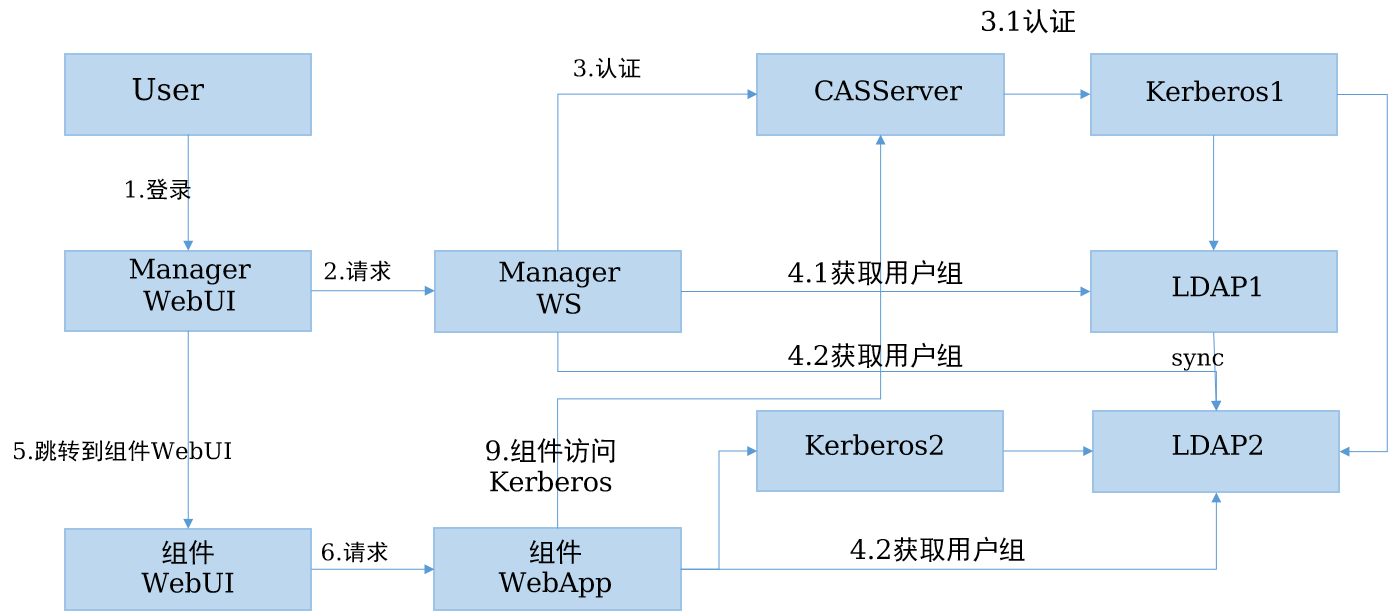 3.1认证
3.认证
User
CASServer
Kerberos1
1.登录
Manager
WebUI
2.请求
Manager
WS
4.1获取用户组
LDAP1
4.2获取用户组
sync
5.跳转到组件WebUI
9.组件访问
Kerberos
Kerberos2
LDAP2
组件
WebUI
6.请求
组件
WebApp
4.2获取用户组